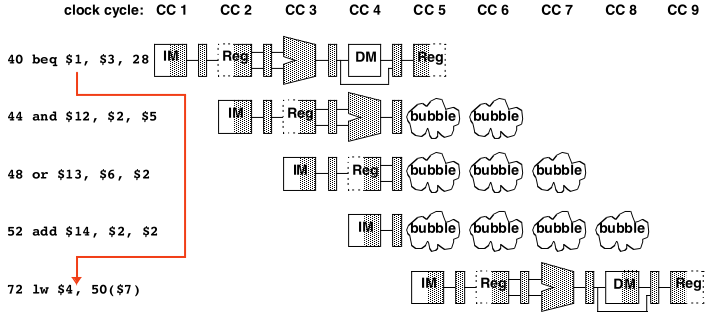 clock cycle: CC 1 CC 2 CC 3 CC 4 CC 5 CC 6 CC 7 CC 8 CC 9
40 beq $1, $3, 28 IM Reg DM Reg
44 and $12, $2, $5 IM Reg bubble bubble
48 or $13, $6, $2 IM Reg bubble bubble bubble
52 add $14, $2, $2 IM bubble bubble bubble bubble
72 lw $4, 50($7) IM Reg DM Reg